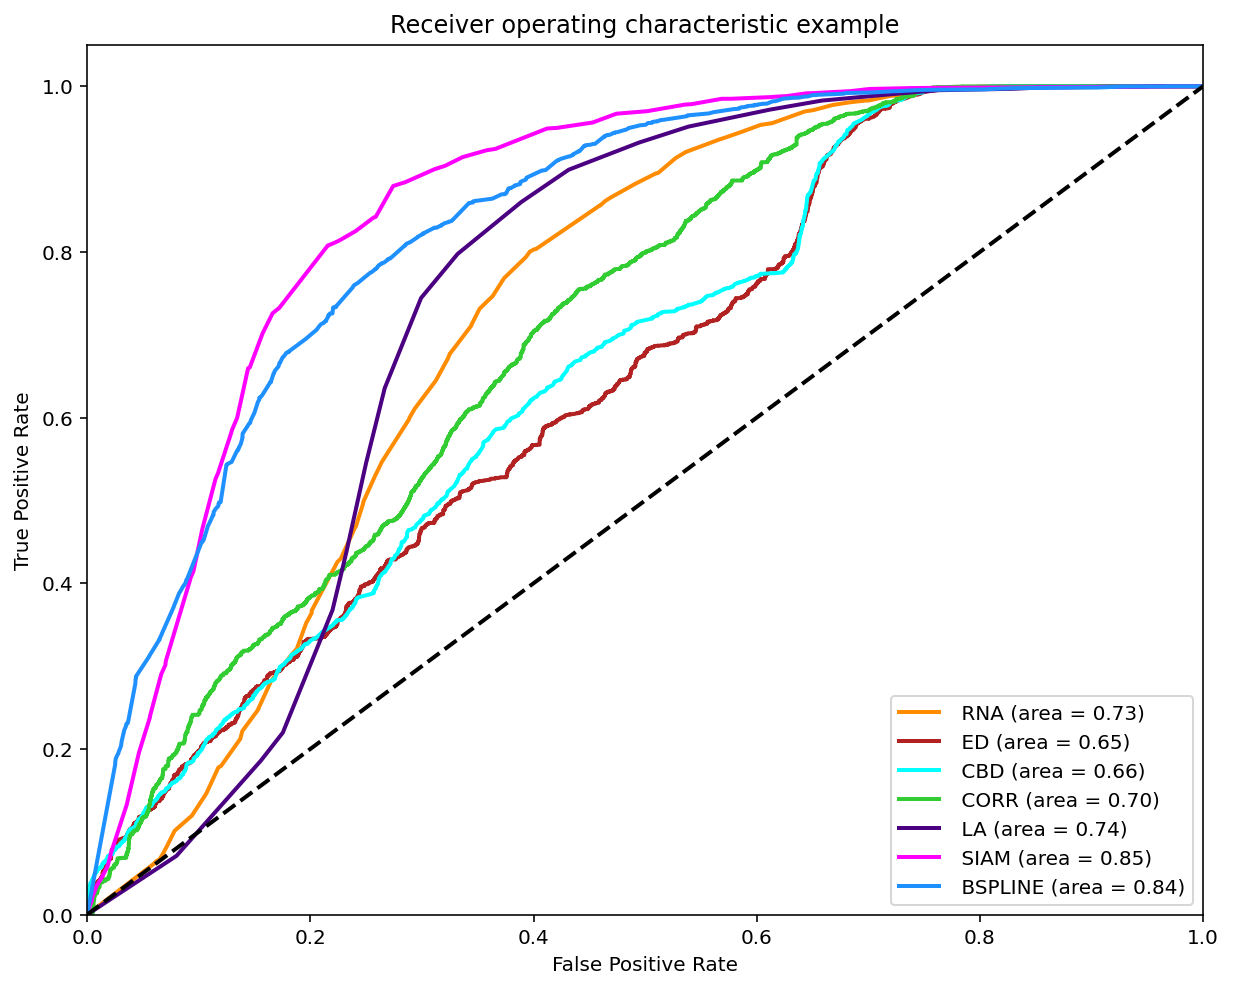 Receiver operating characteristic example
True Positive Rate
1.0
0.8
0.6
0.4
0.2
0.0
RNA (area = 0.73)
ED (area = 0.65)
CBD (area = 0.66)
CORR (area = 0.70)
LA (area = 0.74)
SIAM (area = 0.85)
BSPLINE (area = 0.84)
0.0 0.2 0.4 0.6 0.8 1.0
False Positive Rate